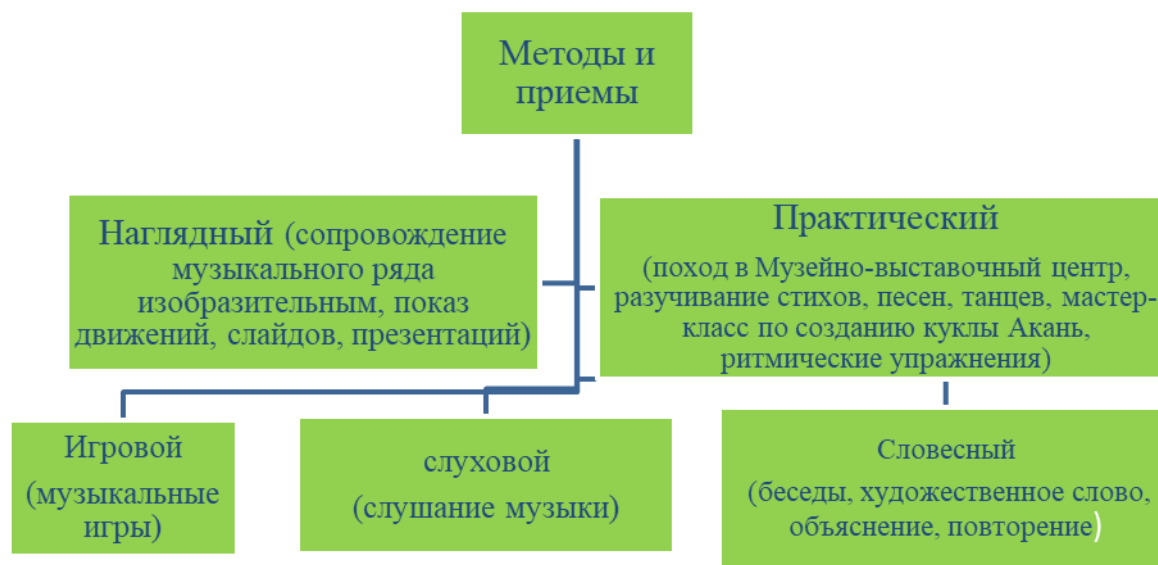 Методы и
приемы
Наглядный (сопровождение
музыкального ряда
изобразительным, показ
движений, слайдов, презентаций)
Практический
(поход в Музейно-выставочный центр,
разучивание стихов, песен, танцев, мастер-
класс по созданию куклы Акань,
ритмические упражнения)
Игровой
(музыкальные
игры)
слуховой
(слушание музыки)
Словесный
(беседы, художественное слово,
объяснение, повторение)